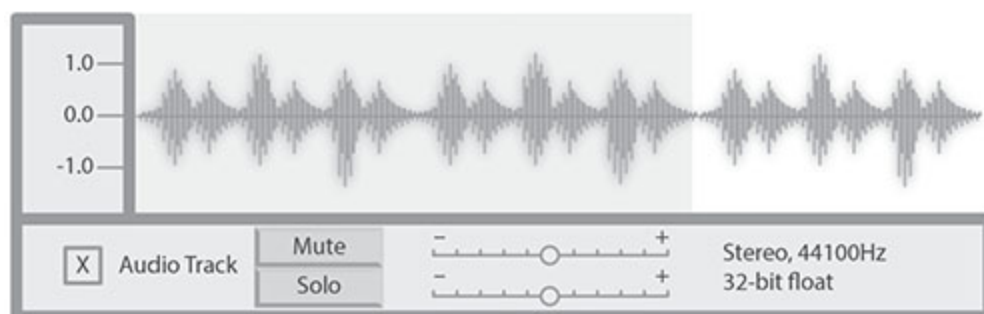 1.0
0.0
-1.0
X Audio Track
Mute
Solo
− +
− +
Stereo, 44100Hz
32-bit float